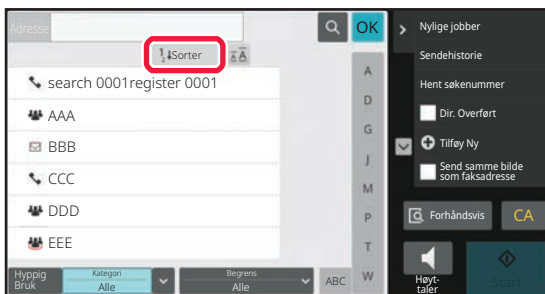 Adresse
OK
Sorter
A
search 0001register 0001
AAA
BBB
CCC
DDD
EEE
A
D
G
J
M
P
T
W
Hyppig
Bruk
Kategori
Alle
Begrens
Alle
ABC
Nylige jobber
Sendehistorie
Hent søkenummer
Dir. Overført
Tilføy Ny
Send samme bilde
som faksadresse
Forhåndsvis
CA
Høyt-
taler
Start